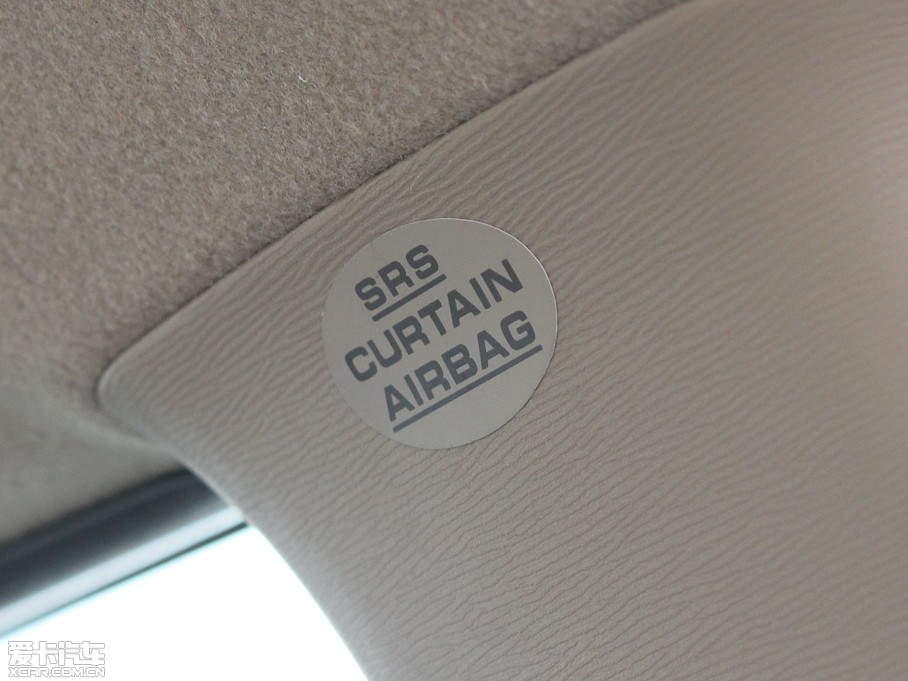 SRS
CURTAIN
AIRBAG
爱卡汽车
XCAR.COM.CN